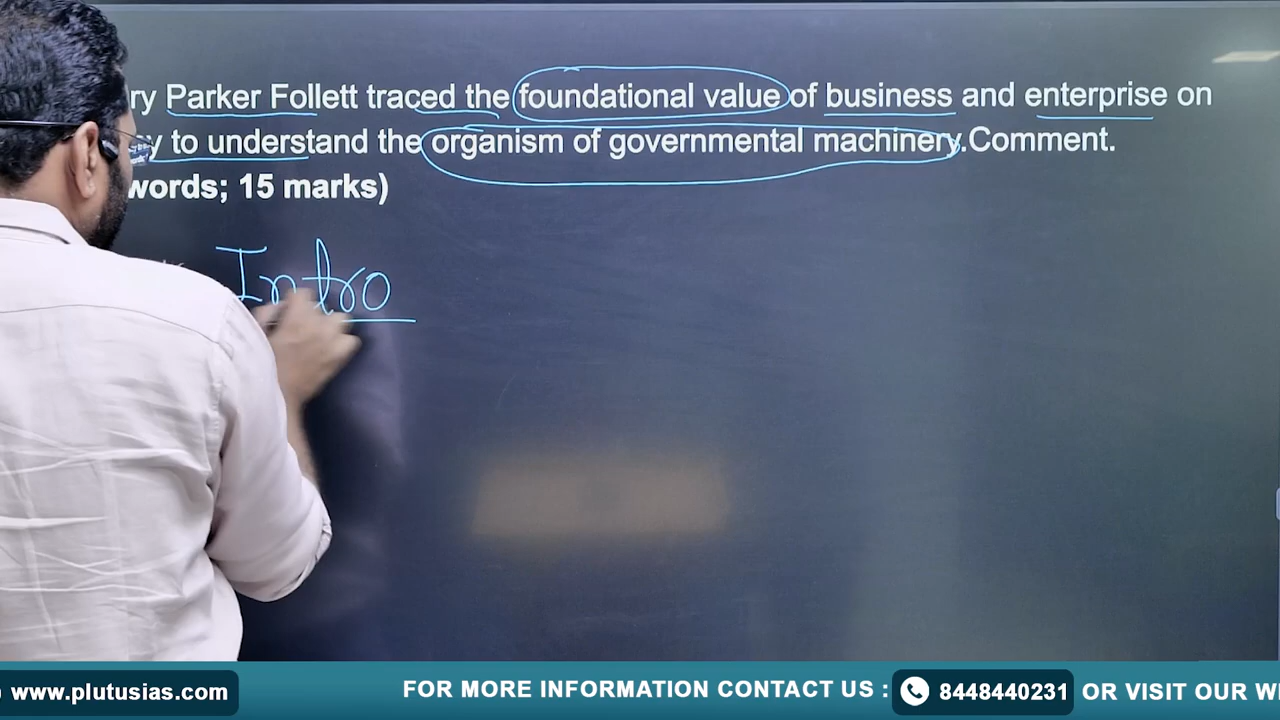 Parker Follett traced the foundational value of business and enterprise on
to understand the organism of governmental machinery.Comment.
words; 15 marks)
Intro
www.plutusias.com FOR MORE INFORMATION CONTACT US : 8448440231 OR VISIT OUR